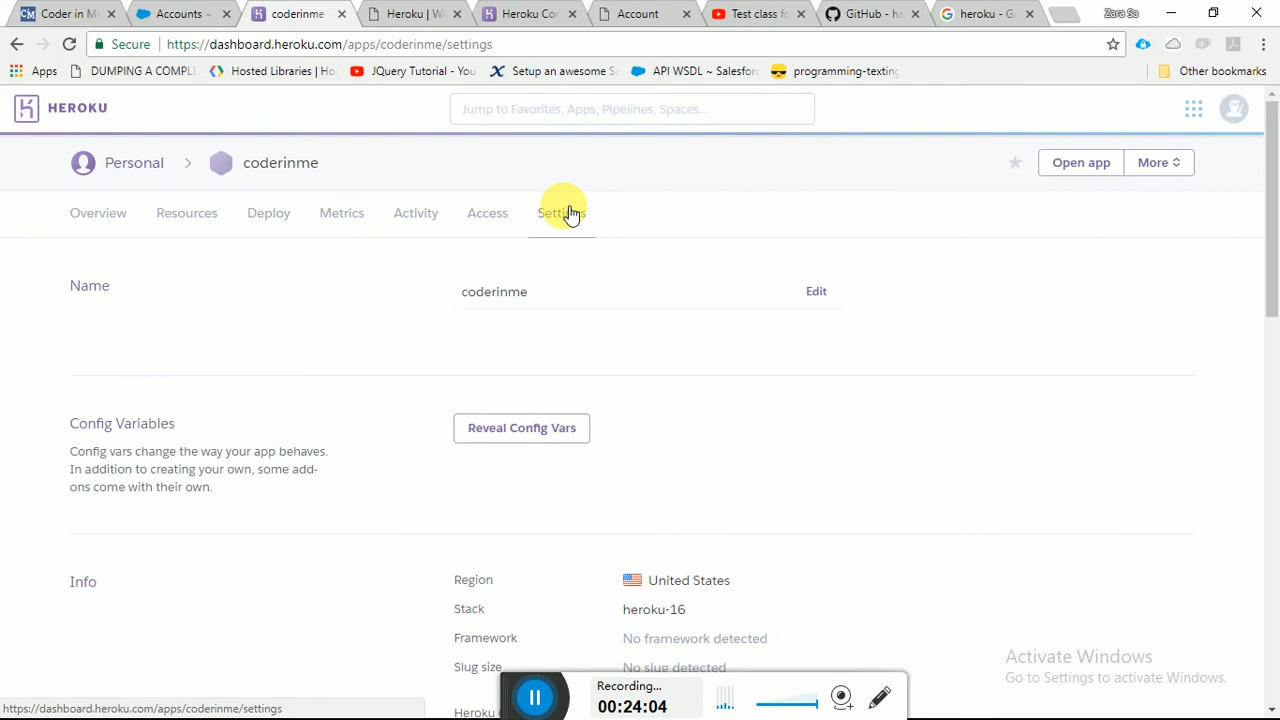 Coder in M
Accounts ~
coderinme
Heroku | W
Heroku Co
Account
Test class fo
GitHub - h
heroku - G
Zara Sa
Secure
https://dashboard.heroku.com/apps/coderinme/settings
Apps
DUMPING A COMPLE
Hosted Libraries | Ho
JQuery Tutorial - You
Setup an awesome S
API WSDL ~ Salesfor
programming-texting
Other bookmarks
HEROKU
Jump to Favorites, Apps, Pipelines, Spaces...
Personal > coderinme
Open app
More
Overview
Resources
Deploy
Metrics
Activity
Access
Settings
Name
coderinme
Edit
Config Variables
Config vars change the way your app behaves.
In addition to creating your own, some add-
ons come with their own.
Reveal Config Vars
Info
Region
United States
Stack
heroku-16
Framework
No framework detected
Slug size
No slug detected
Heroku
Activate Windows
Go to Settings to activate Windows.
Recording...
00:24:04
https://dashboard.heroku.com/apps/coderinme/settings